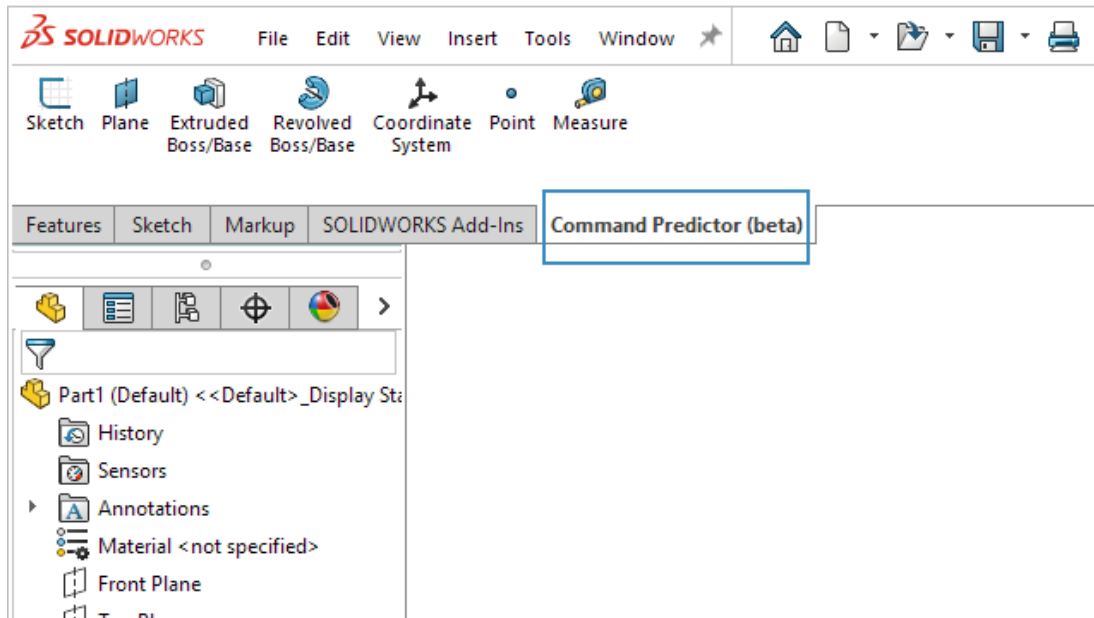 SOLIDWORKS File Edit View Insert Tools Window
Sketch Plane Extruded Boss/Base Revolved Boss/Base Coordinate System Point Measure
Features Sketch Markup SOLIDWORKS Add-Ins Command Predictor (beta)
Part1 (Default) <<Default>_Display Sta
History
Sensors
A Annotations
Material <not specified>
Front Plane